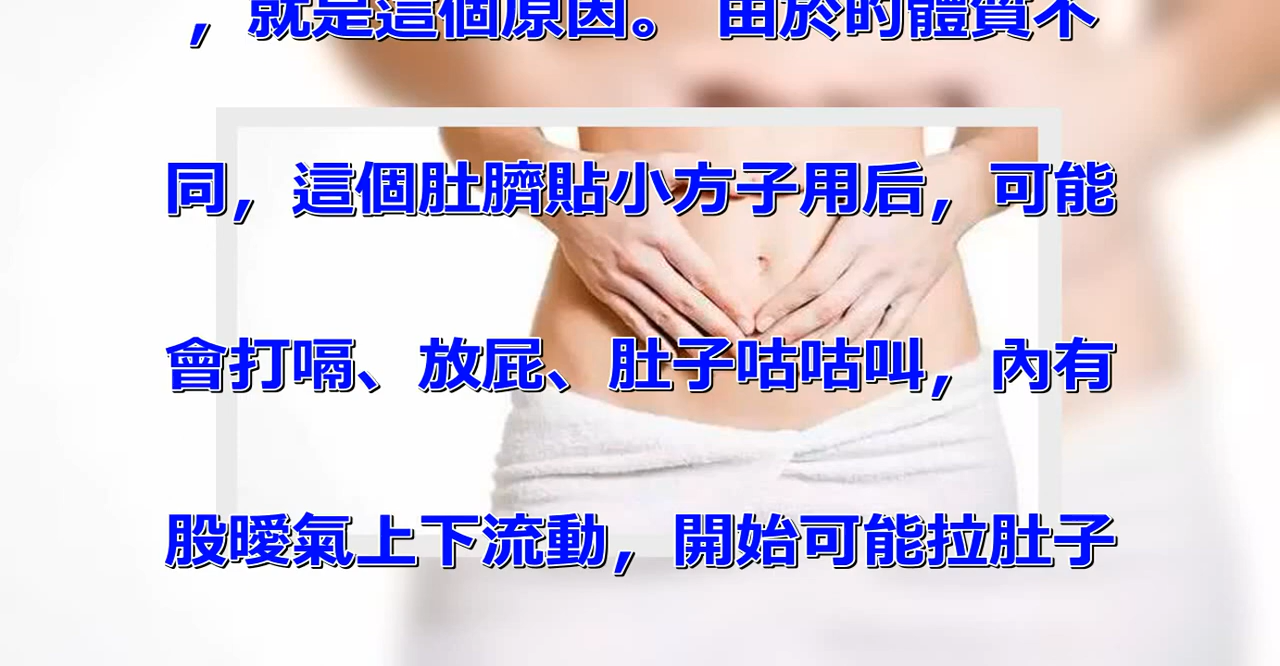 ，就是這個原因。 由於的體質不
同，這個肚臍貼小方子用后，可能
會打嗝、放屁、肚子咕咕叫，內有
股曖氣上下流動，開始可能拉肚子